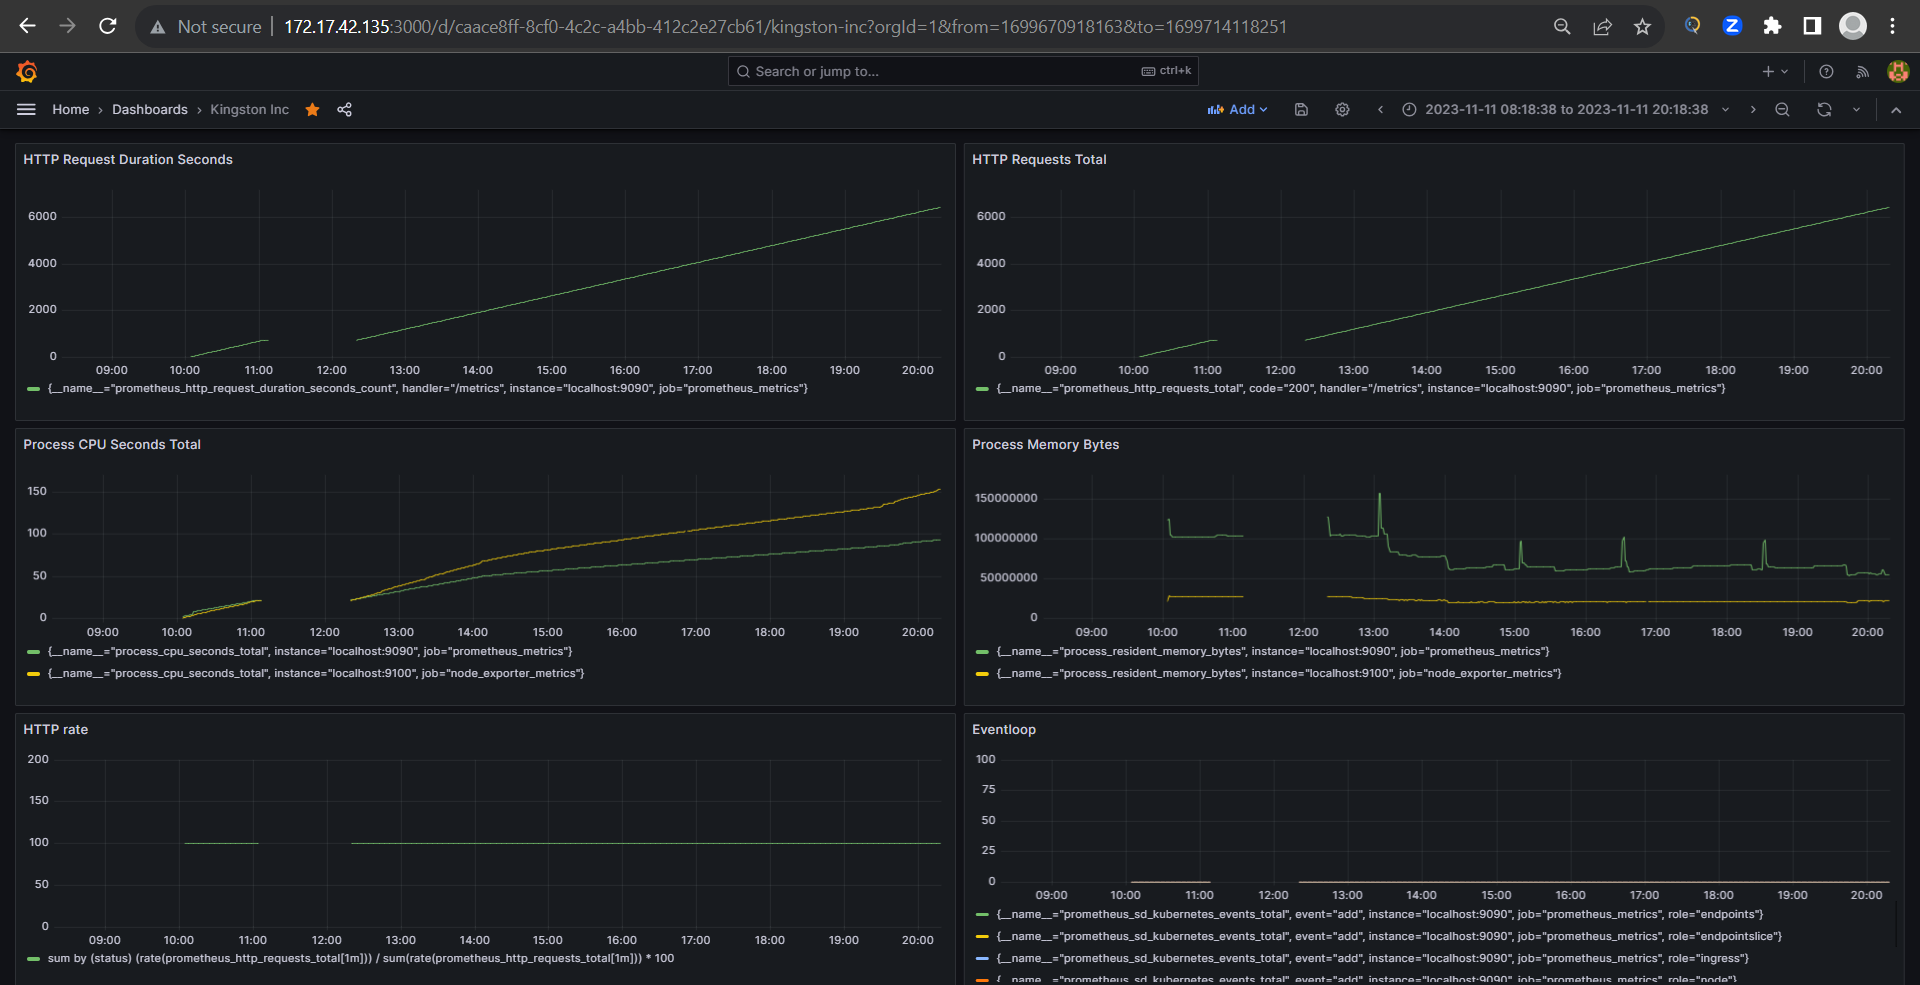 Not secure | 172.17.42.135:3000/d/caace8ff-8cf0-4c2c-a4bb-412c2e27cb61/kingston-inc?orgId=1&from=1699670918163&to=1699714118251
Search or jump to... ctrl+k
Home > Dashboards > Kingston Inc Add 2023-11-11 08:18:38 to 2023-11-11 20:18:38
HTTP Request Duration Seconds
6000
4000
2000
0
09:00 10:00 11:00 12:00 13:00 14:00 15:00 16:00 17:00 18:00 19:00 20:00
{__name__="prometheus_http_request_duration_seconds_count", handler="/metrics", instance="localhost:9090", job="prometheus_metrics"}
HTTP Requests Total
6000
4000
2000
0
09:00 10:00 11:00 12:00 13:00 14:00 15:00 16:00 17:00 18:00 19:00 20:00
{__name__="prometheus_http_requests_total", code="200", handler="/metrics", instance="localhost:9090", job="prometheus_metrics"}
Process CPU Seconds Total
150
100
50
0
09:00 10:00 11:00 12:00 13:00 14:00 15:00 16:00 17:00 18:00 19:00 20:00
{__name__="process_cpu_seconds_total", instance="localhost:9090", job="prometheus_metrics"}
{__name__="process_cpu_seconds_total", instance="localhost:9100", job="node_exporter_metrics"}
Process Memory Bytes
150000000
100000000
50000000
0
09:00 10:00 11:00 12:00 13:00 14:00 15:00 16:00 17:00 18:00 19:00 20:00
{__name__="process_resident_memory_bytes", instance="localhost:9090", job="prometheus_metrics"}
{__name__="process_resident_memory_bytes", instance="localhost:9100", job="node_exporter_metrics"}
HTTP rate
200
150
100
50
0
09:00 10:00 11:00 12:00 13:00 14:00 15:00 16:00 17:00 18:00 19:00 20:00
sum by (status) (rate(prometheus_http_requests_total[1m])) / sum(rate(prometheus_http_requests_total[1m])) * 100
Eventloop
100
75
50
25
0
09:00 10:00 11:00 12:00 13:00 14:00 15:00 16:00 17:00 18:00 19:00 20:00
{__name__="prometheus_sd_kubernetes_events_total", event="add", instance="localhost:9090", job="prometheus_metrics", role="endpoints"}
{__name__="prometheus_sd_kubernetes_events_total", event="add", instance="localhost:9090", job="prometheus_metrics", role="endpointslice"}
{__name__="prometheus_sd_kubernetes_events_total", event="add", instance="localhost:9090", job="prometheus_metrics", role="ingress"}
{__name__="prometheus_sd_kubernetes_events_total", event="add", instance="localhost:9090", job="prometheus_metrics", role="node"}